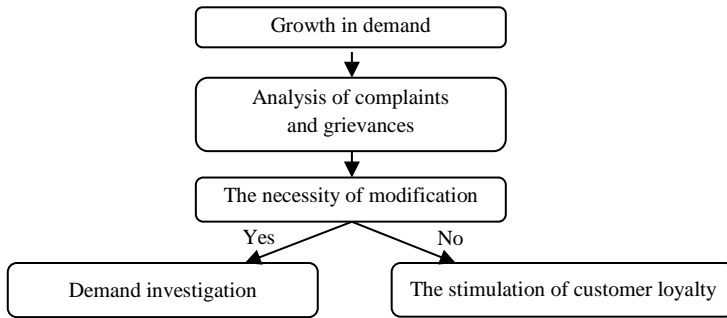 Growth in demand
Analysis of complaints
and grievances
The necessity of modification
Yes
No
Demand investigation
The stimulation of customer loyalty